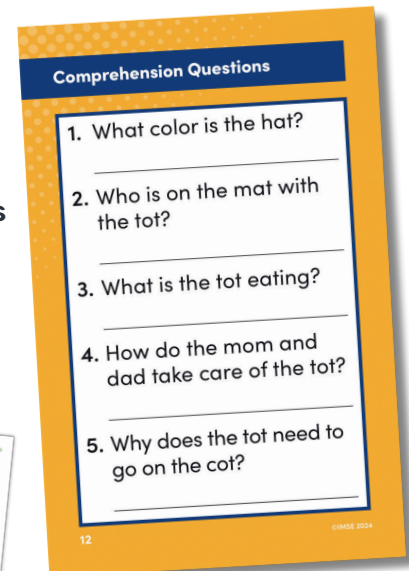 Comprehension Questions
1. What color is the hat?
2. Who is on the mat with
the tot?
s
3. What is the tot eating?
4. How do the mom and
dad take care of the tot?
5. Why does the tot need to
go on the cot?
12
©IMSE 2024